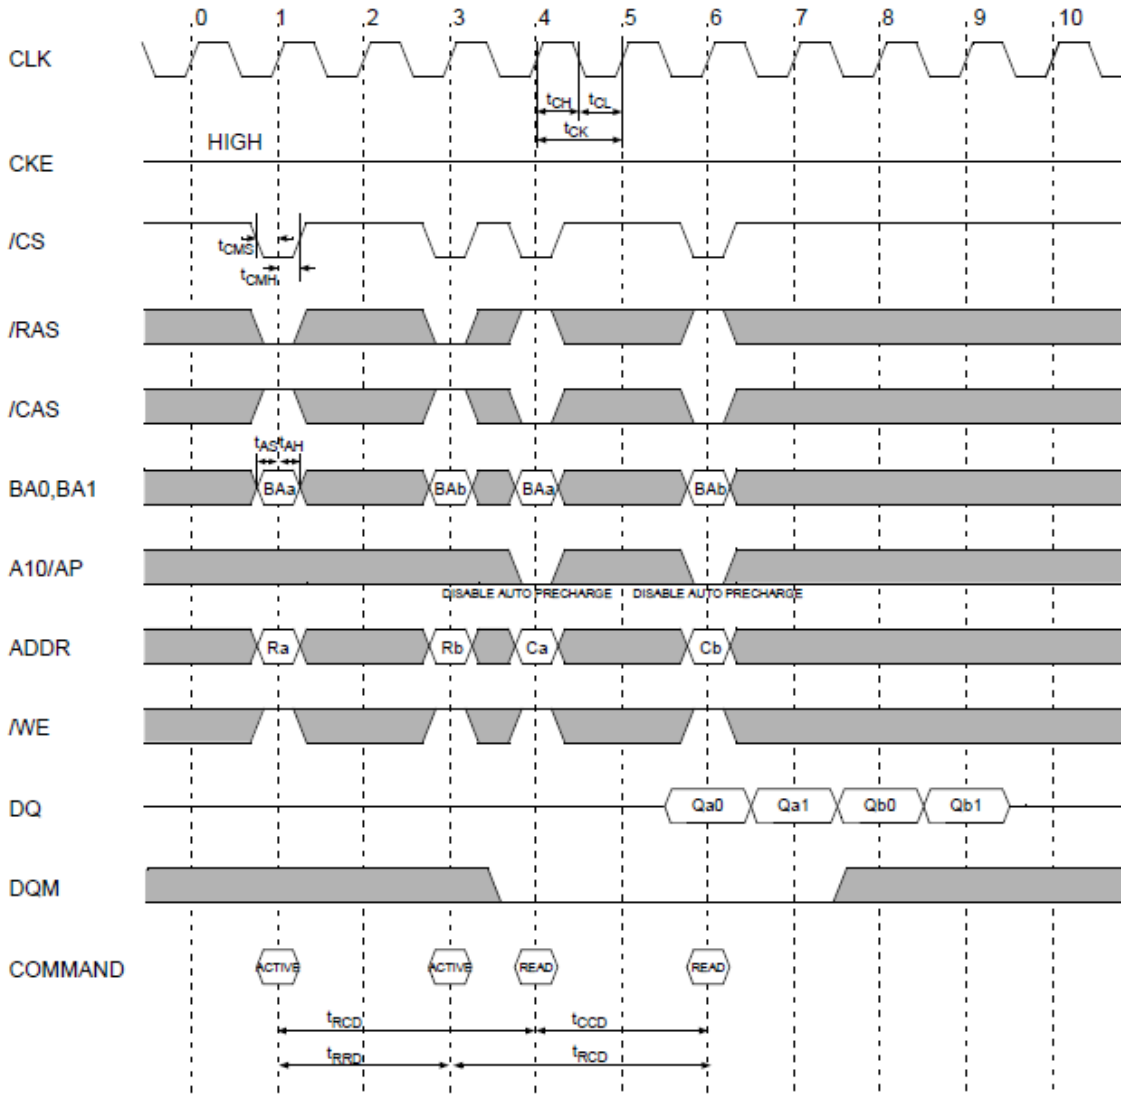 0 1 2 3 4 5 6 7 8 9 10
CLK
tCH tCL
tCK
HIGH
CKE
/CS
tCMS
tCMH
/RAS
/CAS
tAS tAH
BA0,BA1 BAa BAb BAa BAb
A10/AP
DISABLE AUTO PRECHARGE DISABLE AUTO PRECHARGE
ADDR Ra Rb Ca Cb
/WE
DQ Qa0 Qa1 Qb0 Qb1
DQM
COMMAND ACTIVE ACTIVE READ READ
tRCD tCCD
tRRD tRCD